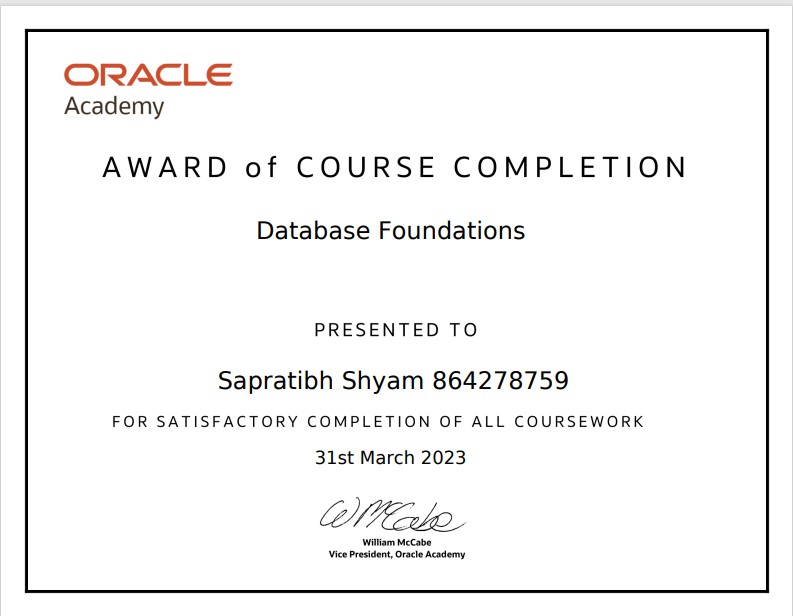 ORACLE
Academy
AWARD of COURSE COMPLETION
Database Foundations
PRESENTED TO
Sapratibh Shyam 864278759
FOR SATISFACTORY COMPLETION OF ALL COURSEWORK
31st March 2023
WMcCabe
William McCabe
Vice President, Oracle Academy